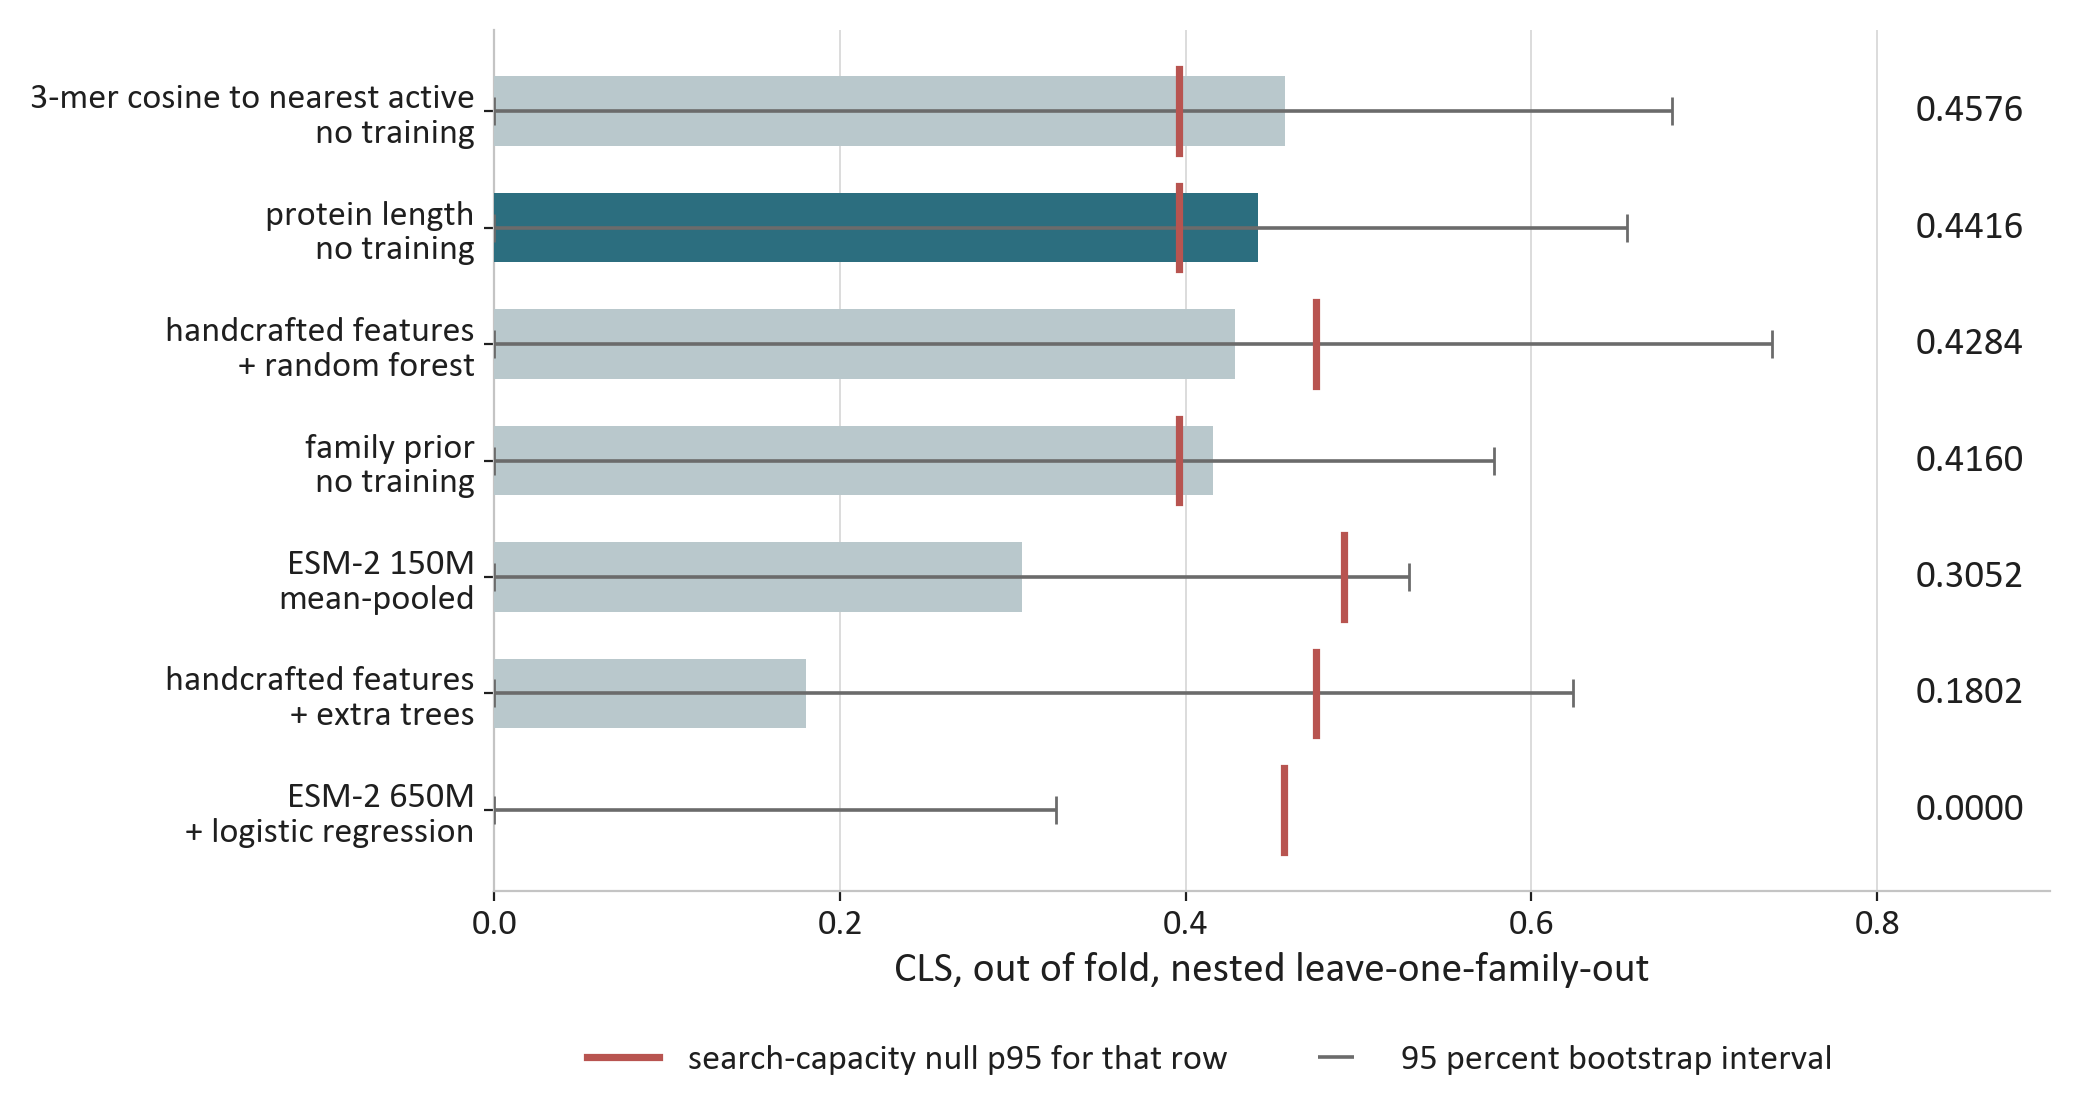 3-mer cosine to nearest active
no training
0.4576
protein length
no training
0.4416
handcrafted features
+ random forest
0.4284
family prior
no training
0.4160
ESM-2 150M
mean-pooled
0.3052
handcrafted features
+ extra trees
0.1802
ESM-2 650M
+ logistic regression
0.0000
0.0 0.2 0.4 0.6 0.8
CLS, out of fold, nested leave-one-family-out
search-capacity null p95 for that row
95 percent bootstrap interval